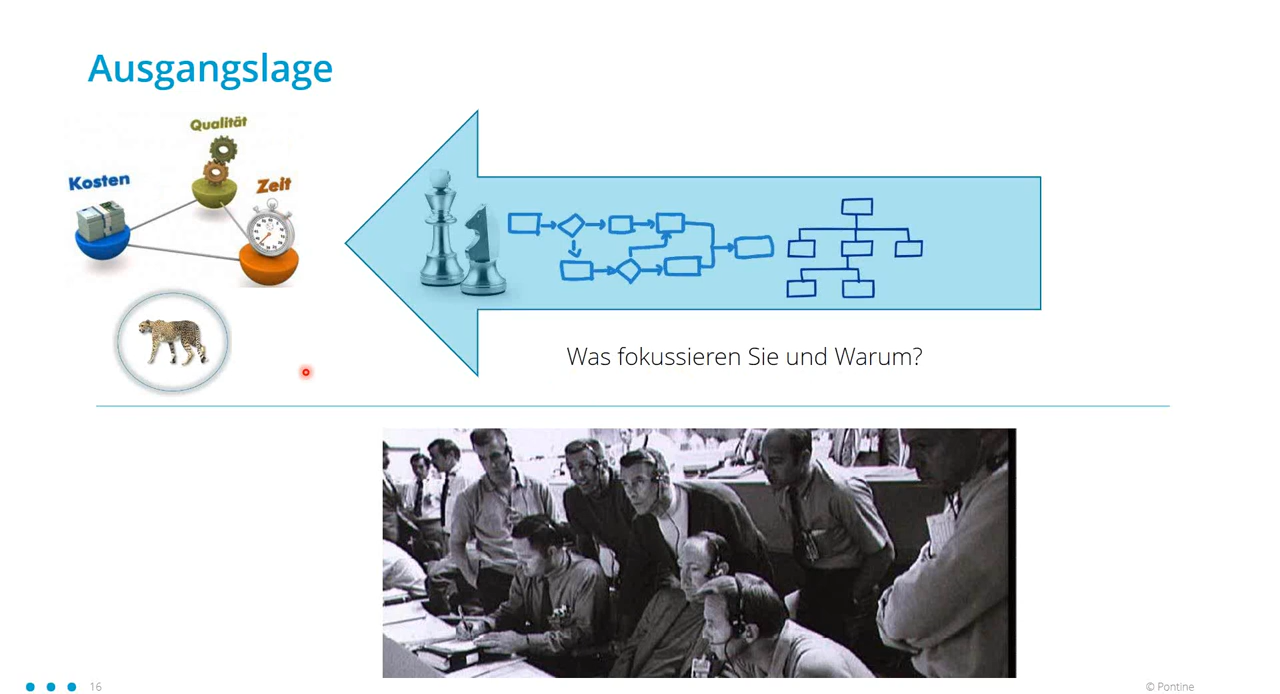 Ausgangslage
Qualität
Kosten
Zeit
Was fokussieren Sie und Warum?
16
© Pontine